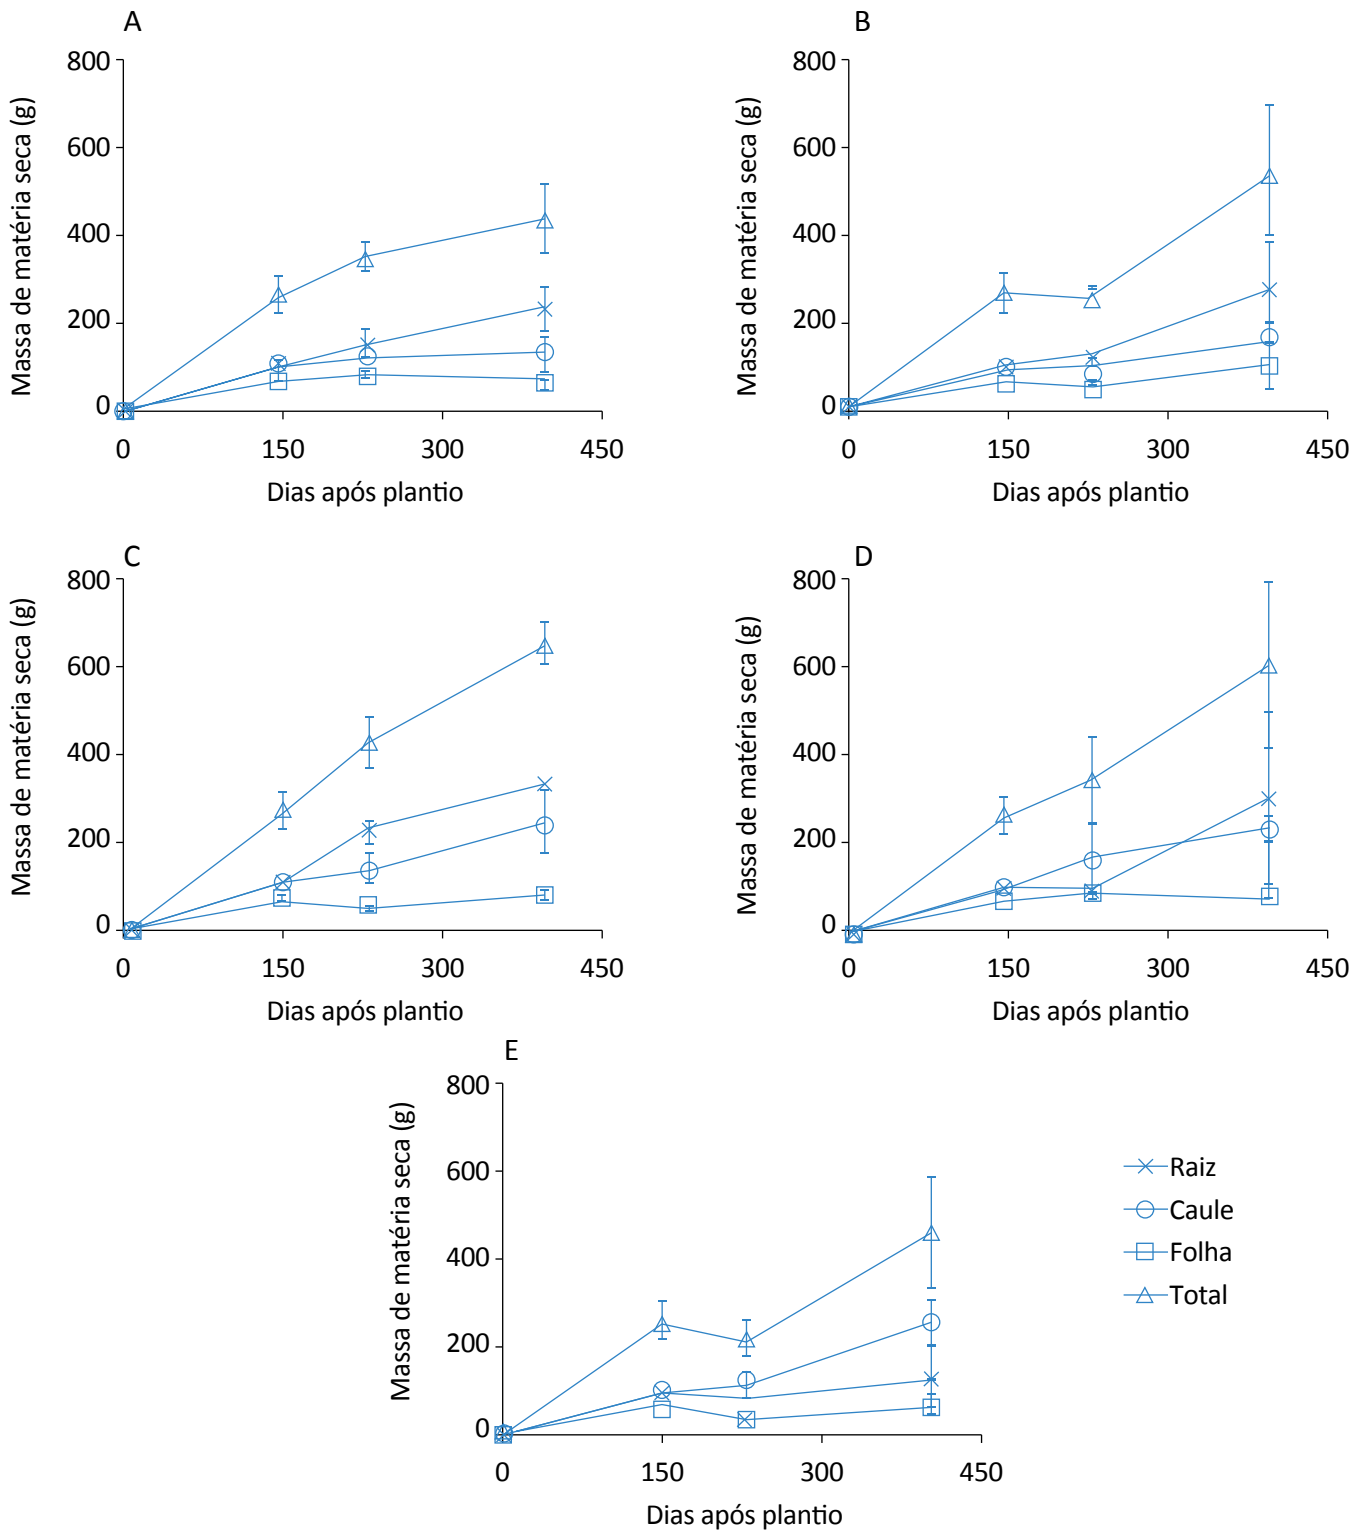 A
Massa de matéria seca (g)
800
600
400
200
0
0 150 300 450
Dias após plantio
B
Massa de matéria seca (g)
800
600
400
200
0
0 150 300 450
Dias após plantio
C
Massa de matéria seca (g)
800
600
400
200
0
0 150 300 450
Dias após plantio
D
Massa de matéria seca (g)
800
600
400
200
0
0 150 300 450
Dias após plantio
E
Massa de matéria seca (g)
800
600
400
200
0
0 150 300 450
Dias após plantio
Raiz
Caule
Folha
Total